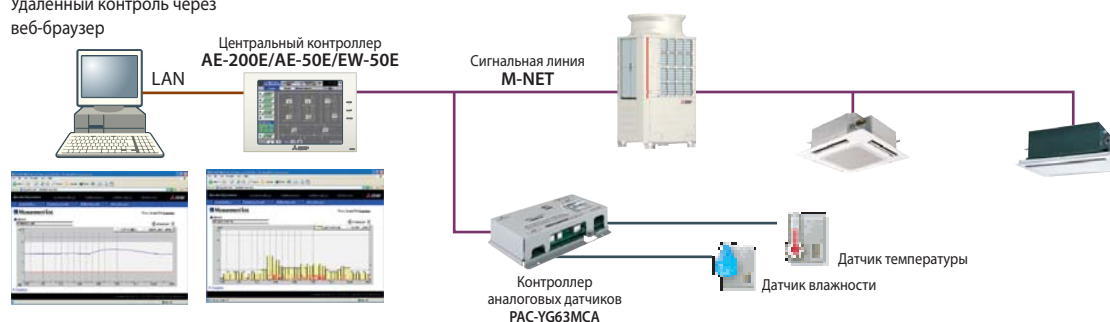 Удаленный контроль через
веб-браузер
Центральный контроллер
AE-200E/AE-50E/EW-50E
LAN
Сигнальная линия
M-NET
Контроллер
аналоговых датчиков
PAC-YG63MCA
Датчик температуры
Датчик влажности